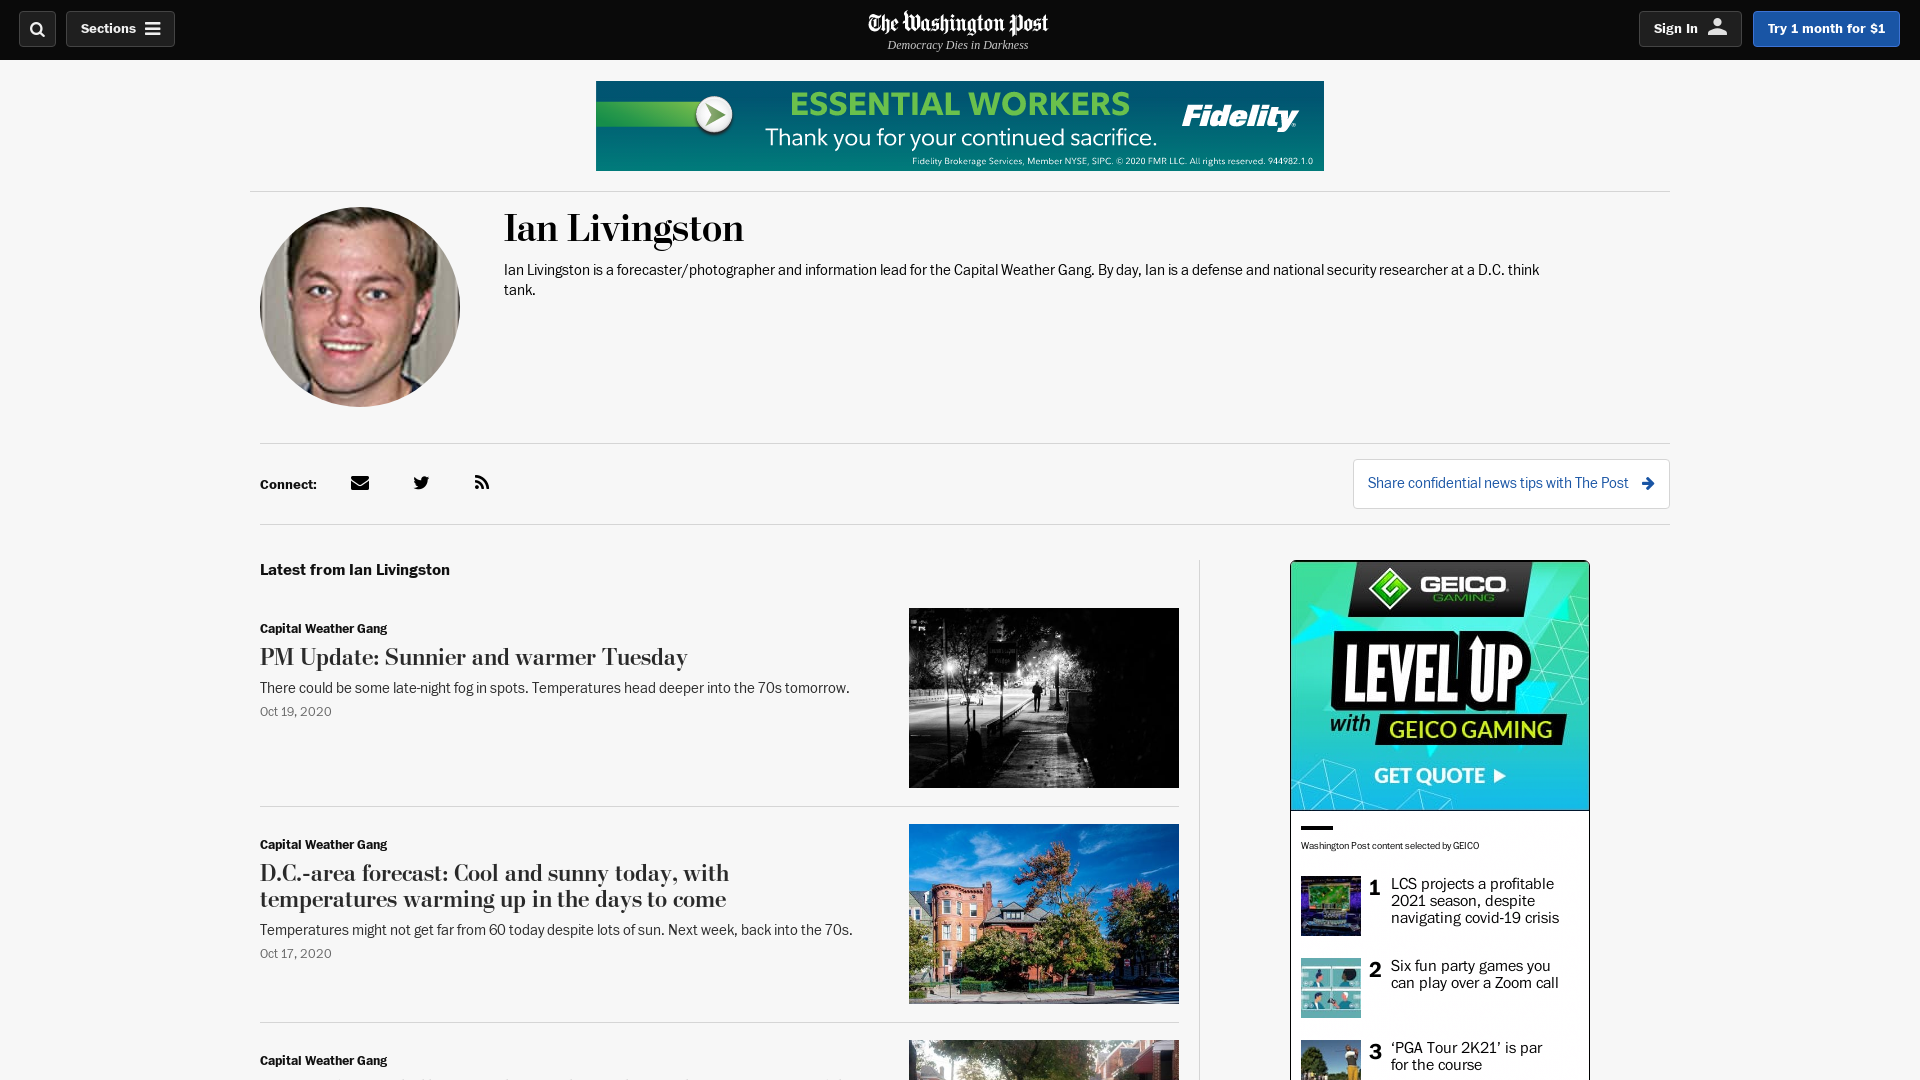 Sections
The Washington Post
Democracy Dies in Darkness
Sign In
Try 1 month for $1
ESSENTIAL WORKERS
Thank you for your continued sacrifice.
Fidelity
Fidelity Brokerage Services, Member NYSE, SIPC. © 2020 FMR LLC. All rights reserved. 944982.1.0
Ian Livingston
Ian Livingston is a forecaster/photographer and information lead for the Capital Weather Gang. By day, Ian is a defense and national security researcher at a D.C. think
tank.
Connect:
Share confidential news tips with The Post
Latest from Ian Livingston
Capital Weather Gang
PM Update: Sunnier and warmer Tuesday
There could be some late-night fog in spots. Temperatures head deeper into the 70s tomorrow.
Oct 19, 2020
Capital Weather Gang
D.C.-area forecast: Cool and sunny today, with
temperatures warming up in the days to come
Temperatures might not get far from 60 today despite lots of sun. Next week, back into the 70s.
Oct 17, 2020
Capital Weather Gang
GEICO
GAMING
LEVEL UP
with GEICO GAMING
GET QUOTE
Washington Post content selected by GEICO
1 LCS projects a profitable
2021 season, despite
navigating covid-19 crisis
2 Six fun party games you
can play over a Zoom call
3 ‘PGA Tour 2K21’ is par
for the course